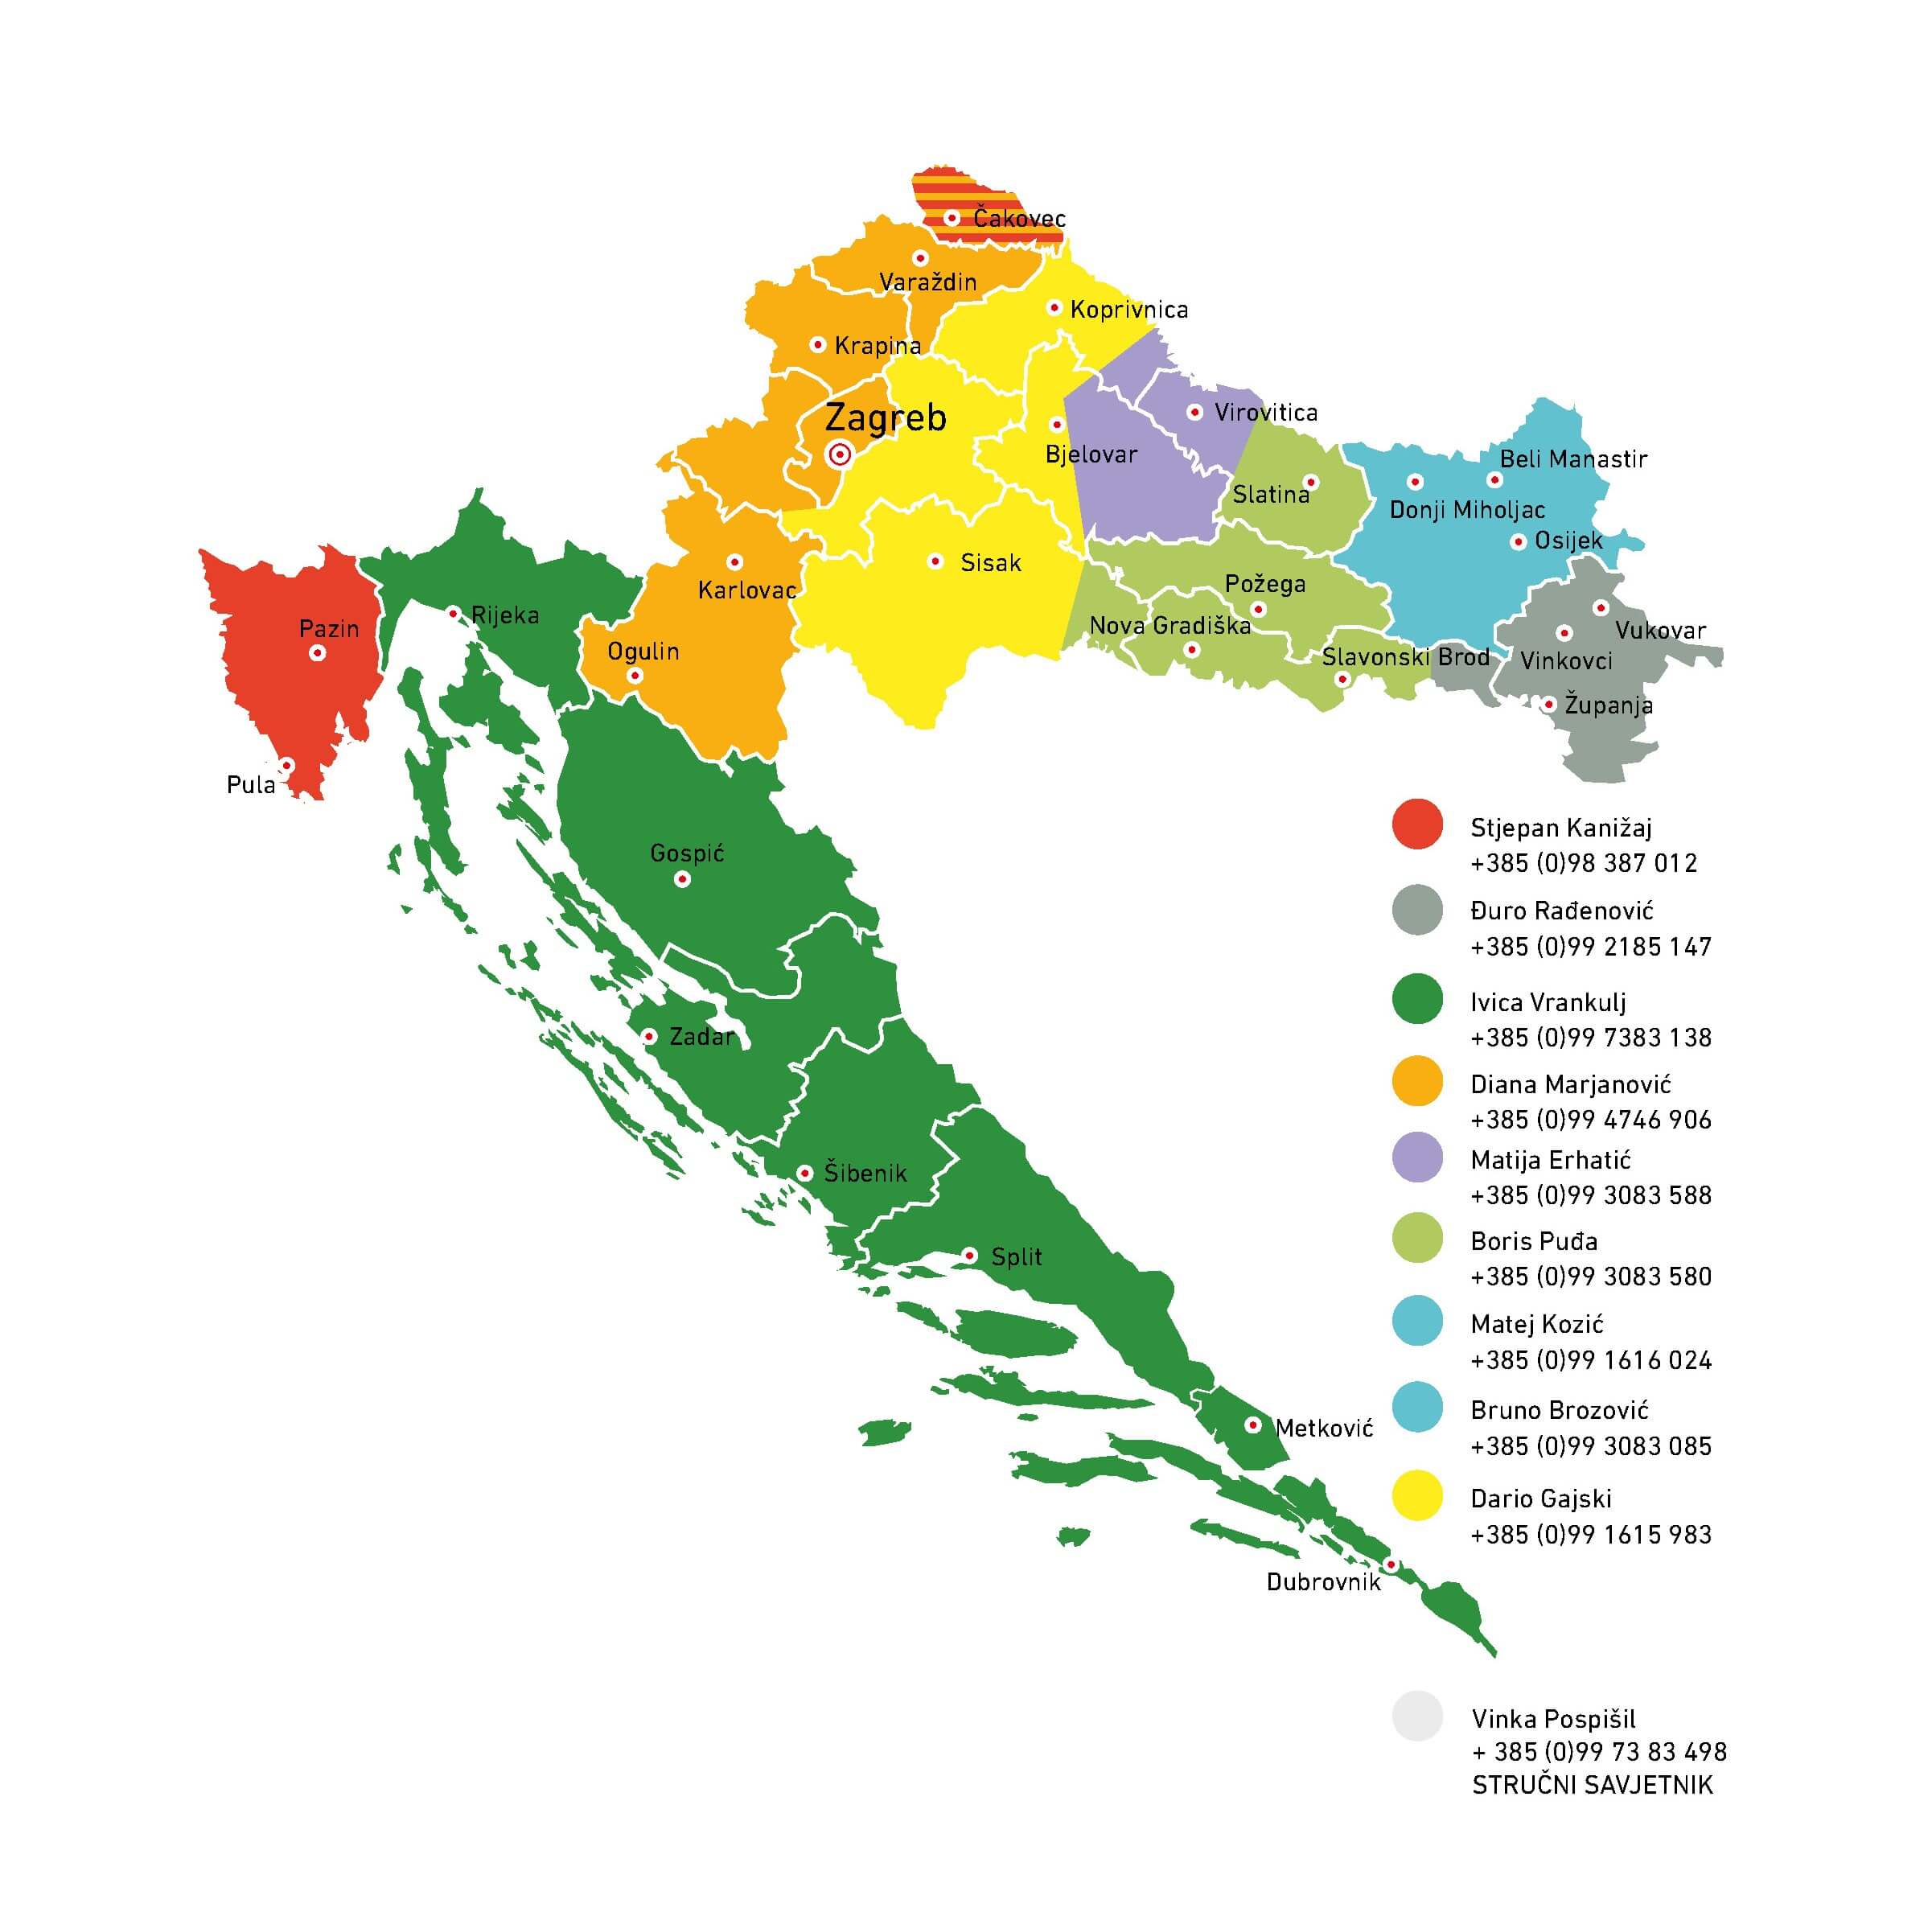 Čakovec
Varaždin
Koprivnica
Krapina
Zagreb
Virovitica
Bjelovar
Beli Manastir
Slatina
Donji Miholjac
Osijek
Sisak
Karlovac
Požega
Rijeka
Pazin
Nova Gradiška
Vukovar
Ogulin
Slavonski Brod
Vinkovci
Županja
Pula
Gospić
Zadar
Šibenik
Split
Metković
Dubrovnik
Stjepan Kanižaj
+385 (0)98 387 012
Đuro Rađenović
+385 (0)99 2185 147
Ivica Vrankulj
+385 (0)99 7383 138
Diana Marjanović
+385 (0)99 4746 906
Matija Erhatić
+385 (0)99 3083 588
Boris Puđa
+385 (0)99 3083 580
Matej Kozić
+385 (0)99 1616 024
Bruno Brozović
+385 (0)99 3083 085
Dario Gajski
+385 (0)99 1615 983
Vinka Pospišil
+ 385 (0)99 73 83 498
STRUČNI SAVJETNIK